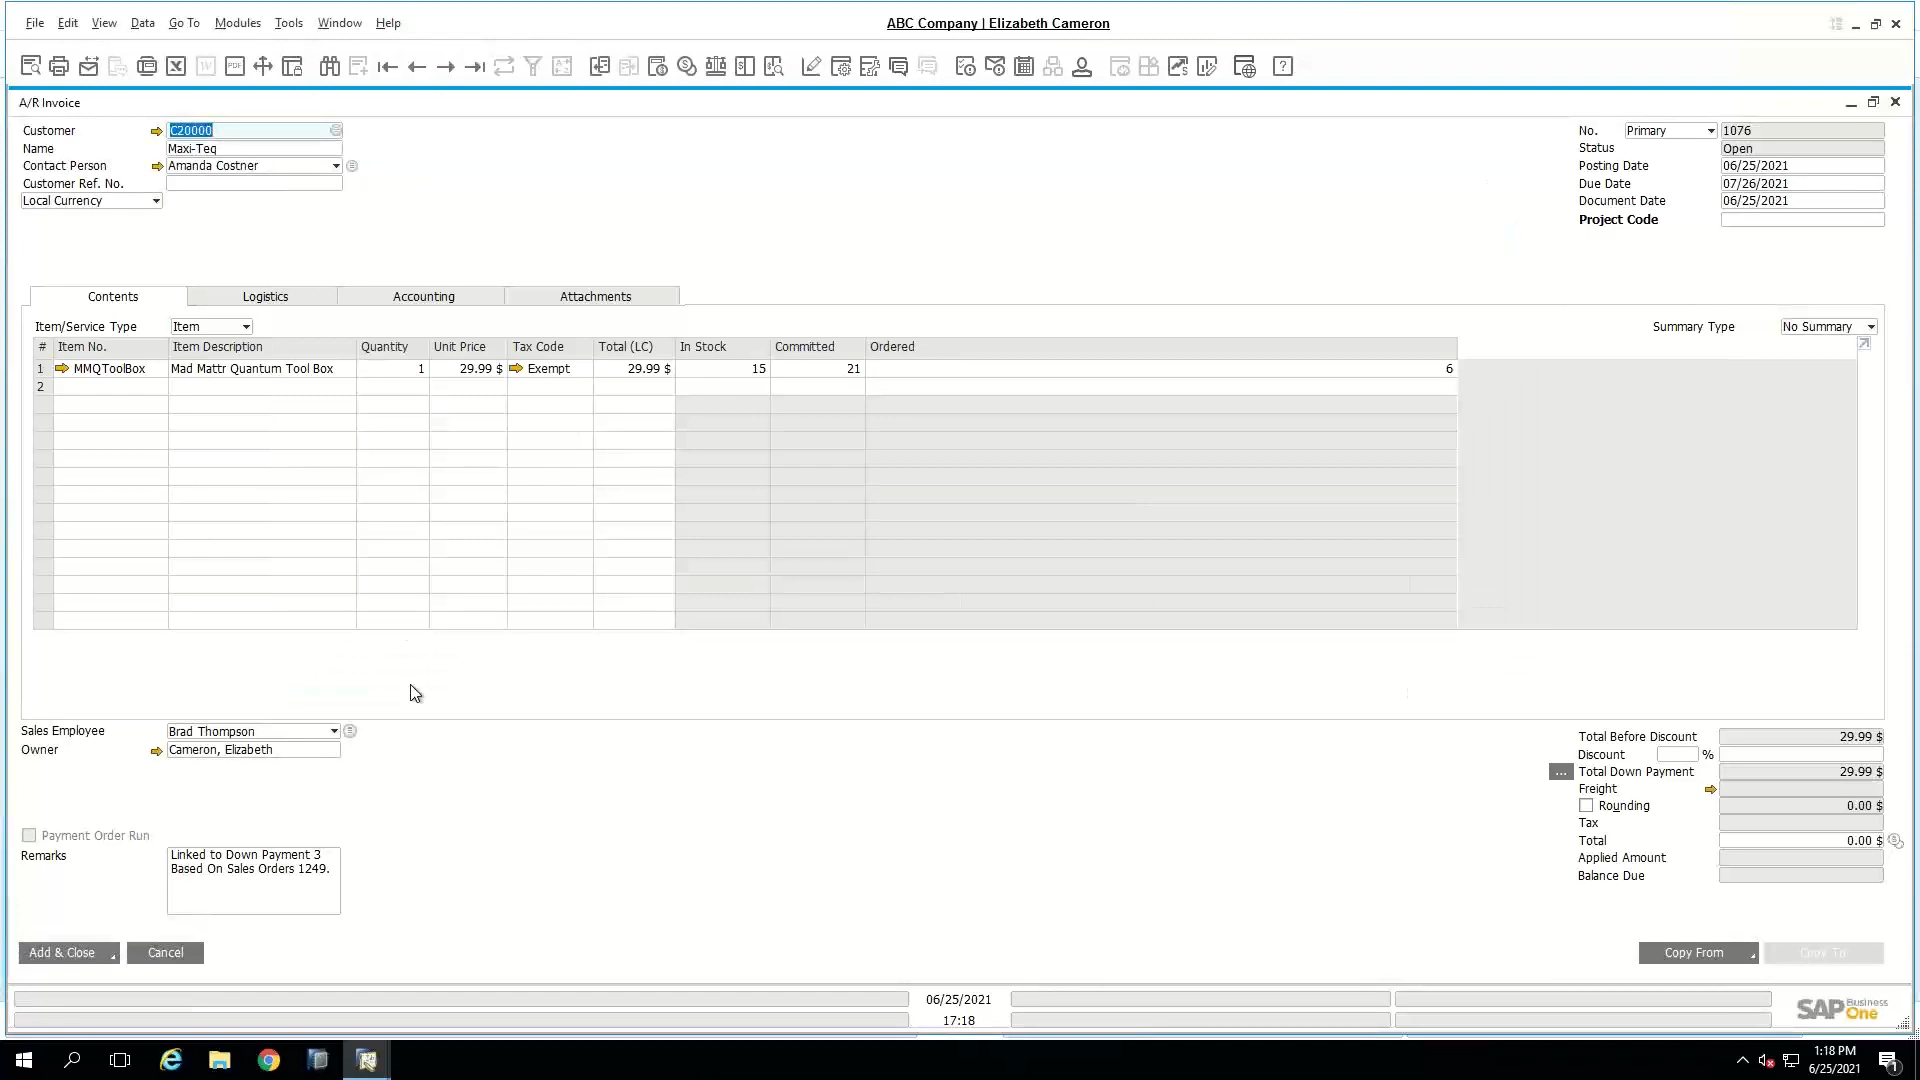 File Edit View Data Go To Modules Tools Window Help
ABC Company | Elizabeth Cameron
PDF
A/R Invoice
Customer C20000
Name Maxi-Teq
Contact Person Amanda Costner
Customer Ref. No.
Local Currency
No. Primary 1076
Status Open
Posting Date 06/25/2021
Due Date 07/26/2021
Document Date 06/25/2021
Project Code
Contents Logistics Accounting Attachments
Item/Service Type Item
Summary Type No Summary
# Item No. Item Description Quantity Unit Price Tax Code Total (LC) In Stock Committed Ordered
1 MMQToolBox Mad Mattr Quantum Tool Box 1 29.99 $ Exempt 29.99 $ 15 21 6
2
Sales Employee Brad Thompson
Owner Cameron, Elizabeth
Payment Order Run
Remarks Linked to Down Payment 3
Based On Sales Orders 1249.
Total Before Discount 29.99 $
Discount %
... Total Down Payment 29.99 $
Freight
Rounding 0.00 $
Tax
Total 0.00 $
Applied Amount
Balance Due
Add & Close Cancel
Copy From Copy To
06/25/2021
17:18
SAP Business One
1:18 PM
6/25/2021
1